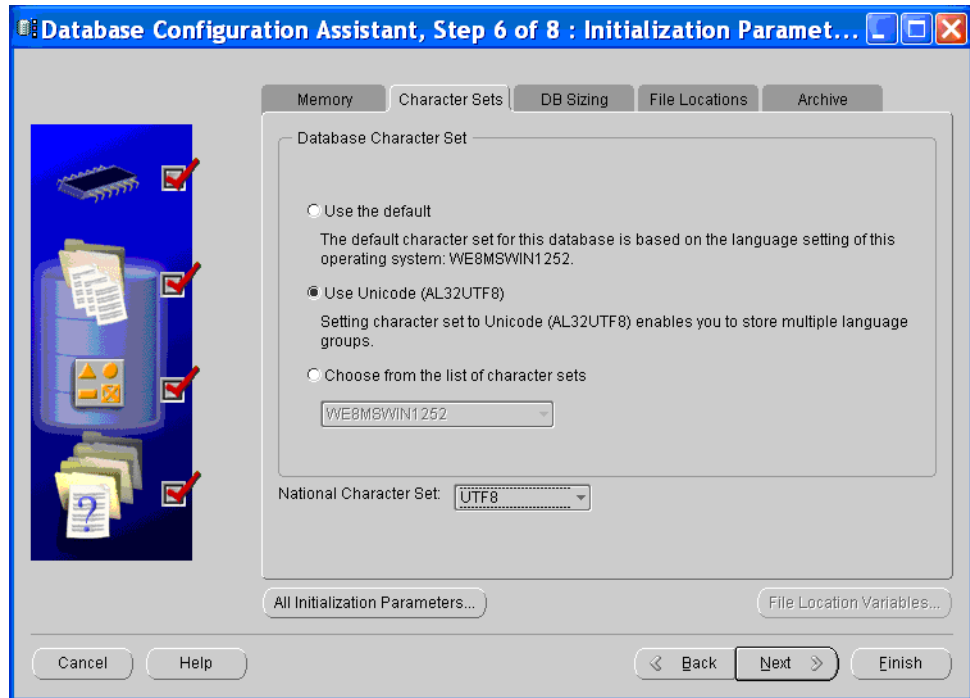 Database Configuration Assistant, Step 6 of 8 : Initialization Paramet...
Memory
Character Sets
DB Sizing
File Locations
Archive
Database Character Set
Use the default
The default character set for this database is based on the language setting of this
operating system: WE8MSWIN1252.
Use Unicode (AL32UTF8)
Setting character set to Unicode (AL32UTF8) enables you to store multiple language
groups.
Choose from the list of character sets
WE8MSWIN1252
National Character Set:
UTF8
?
All Initialization Parameters...
File Location Variables...
Cancel
Help
Back
Next
Finish